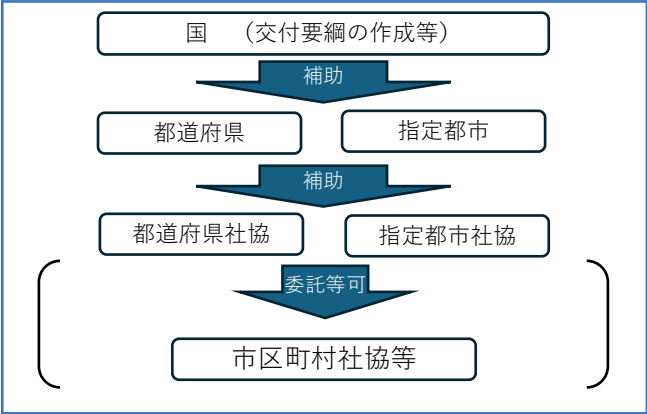 国　（交付要綱の作成等）
補助
都道府県　指定都市
補助
都道府県社協　指定都市社協
委託等可
市区町村社協等